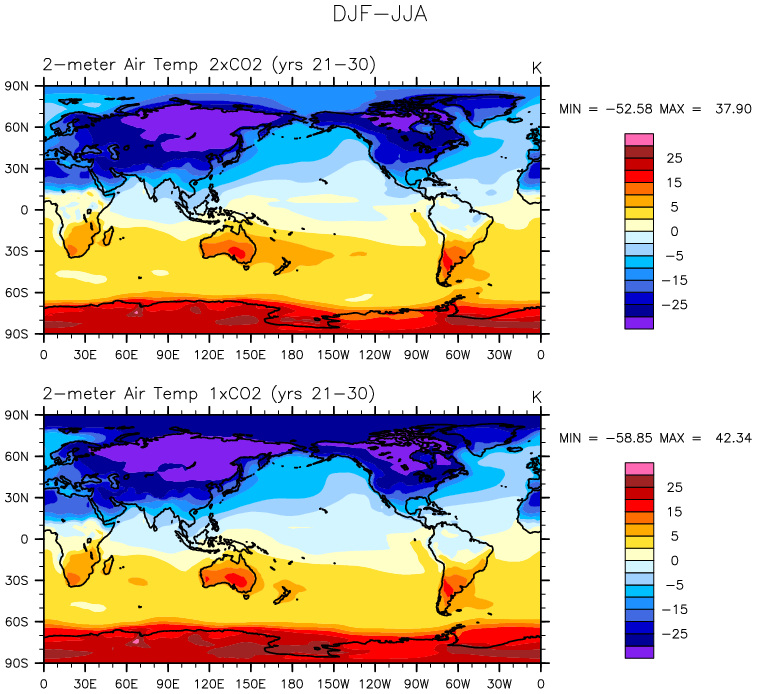 DJF-JJA
2-meter Air Temp 2xCO2 (yrs 21-30) K
90N
60N
30N
0
30S
60S
90S
0 30E 60E 90E 120E 150E 180 150W 120W 90W 60W 30W 0
MIN = -52.58 MAX = 37.90
25
15
5
0
-5
-15
-25
2-meter Air Temp 1xCO2 (yrs 21-30) K
90N
60N
30N
0
30S
60S
90S
0 30E 60E 90E 120E 150E 180 150W 120W 90W 60W 30W 0
MIN = -58.85 MAX = 42.34
25
15
5
0
-5
-15
-25